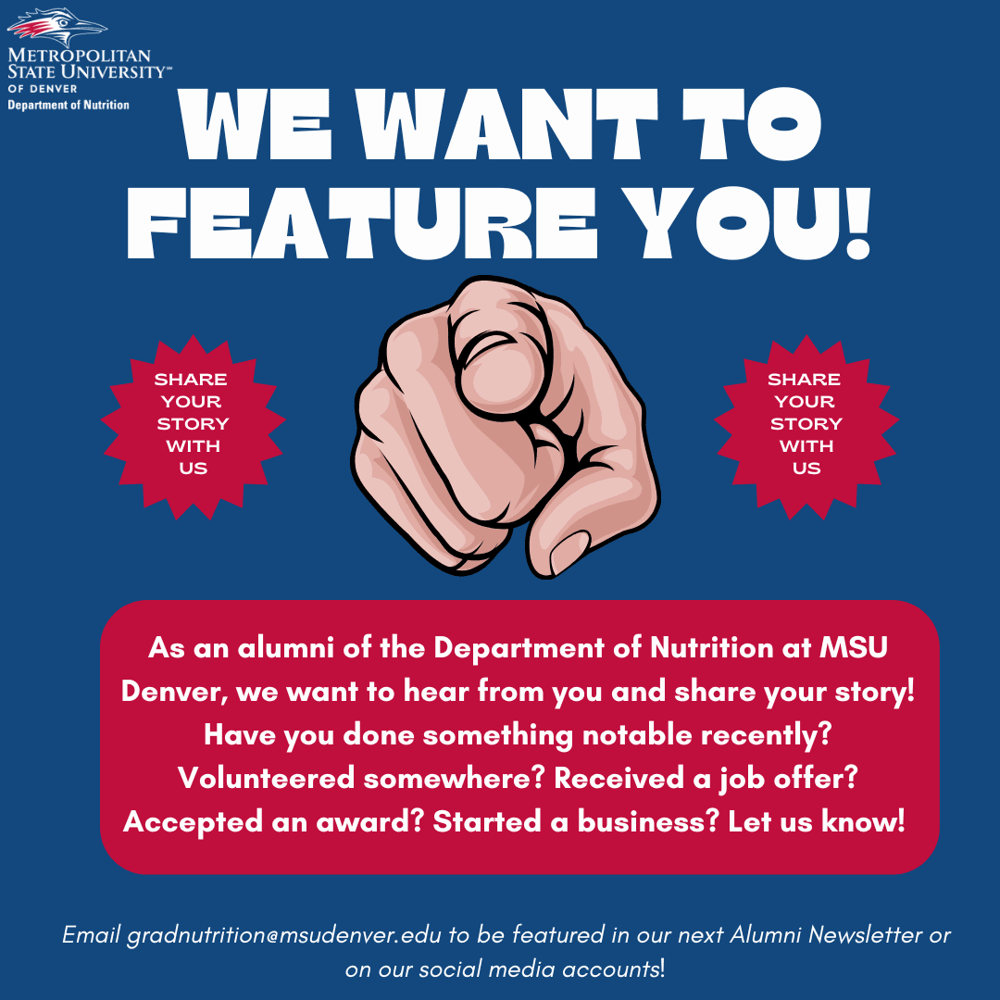 METROPOLITAN
STATE UNIVERSITY℠
OF DENVER
Department of Nutrition
WE WANT TO
FEATURE YOU!
SHARE
YOUR
STORY
WITH
US
SHARE
YOUR
STORY
WITH
US
As an alumni of the Department of Nutrition at MSU
Denver, we want to hear from you and share your story!
Have you done something notable recently?
Volunteered somewhere? Received a job offer?
Accepted an award? Started a business? Let us know!
Email gradnutrition@msudenver.edu to be featured in our next Alumni Newsletter or
on our social media accounts!